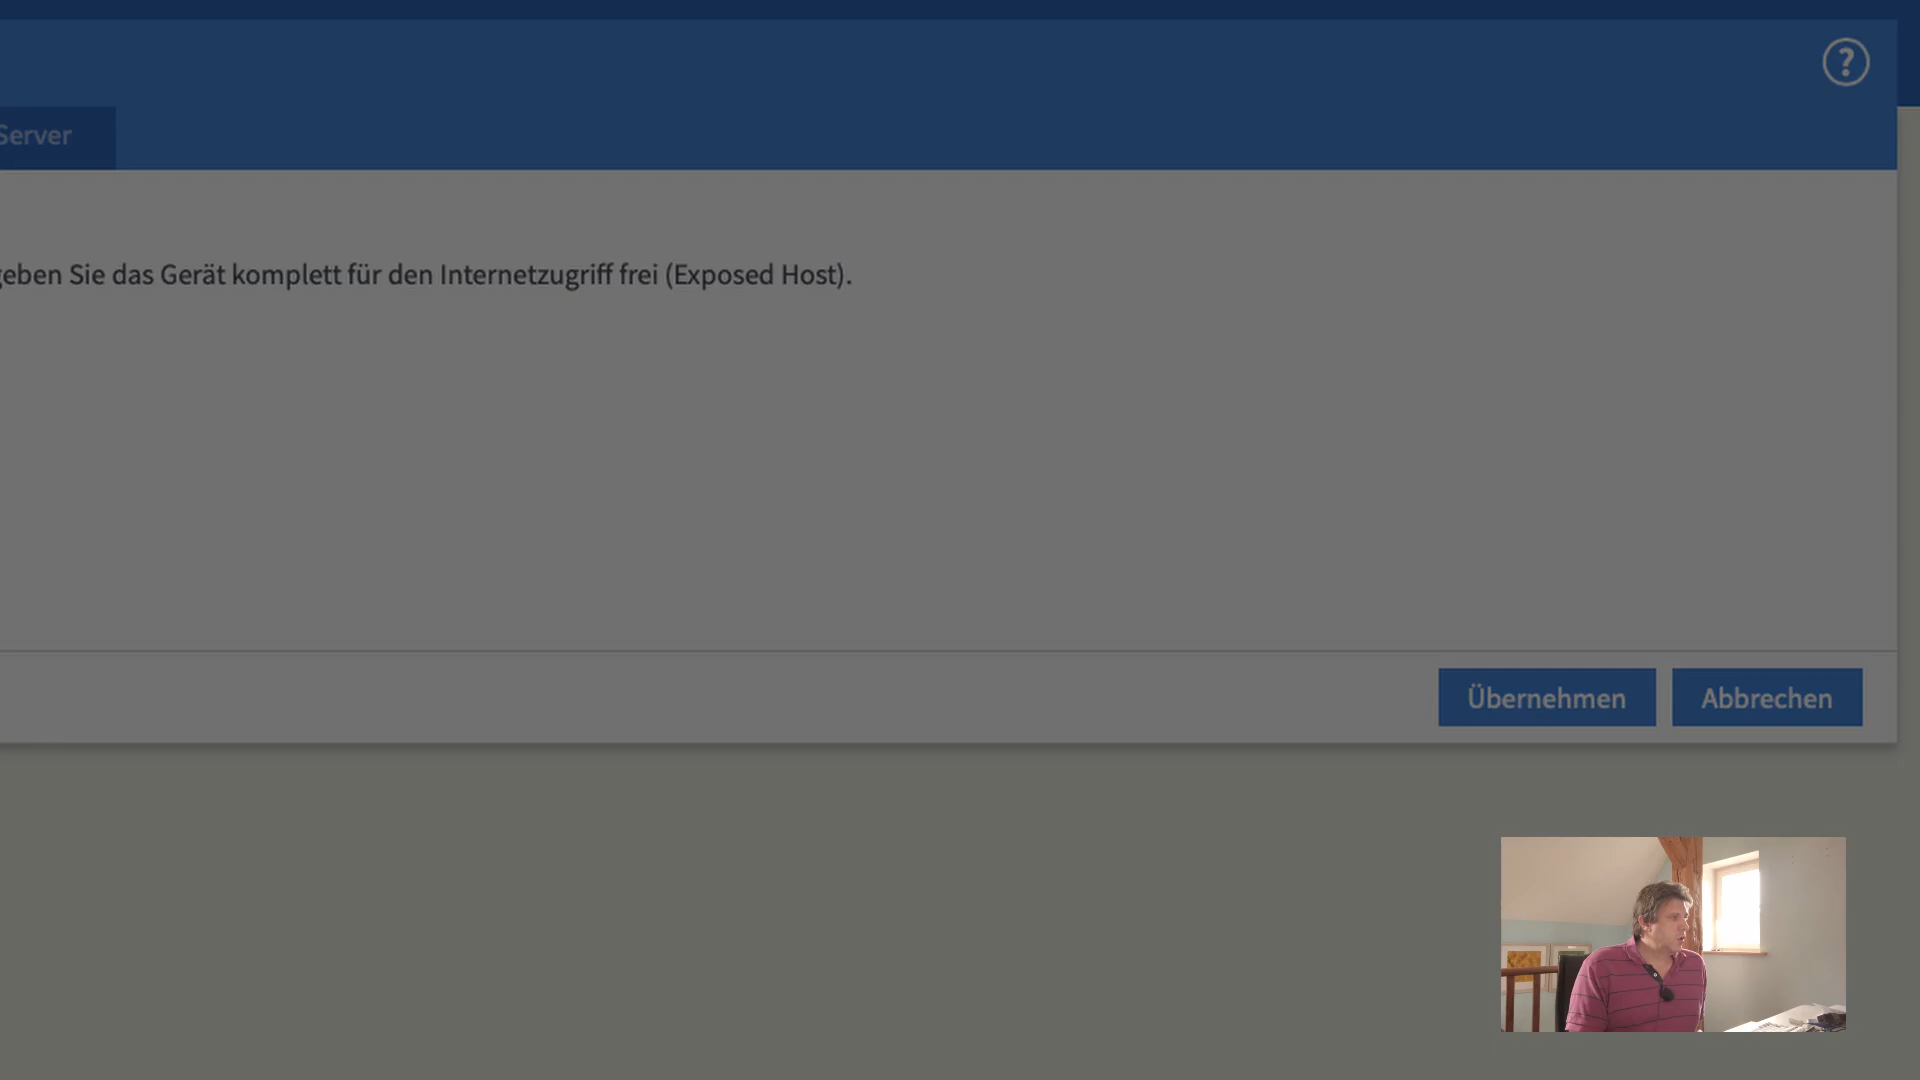 ?
Server
geben Sie das Gerät komplett für den Internetzugriff frei (Exposed Host).
Übernehmen
Abbrechen